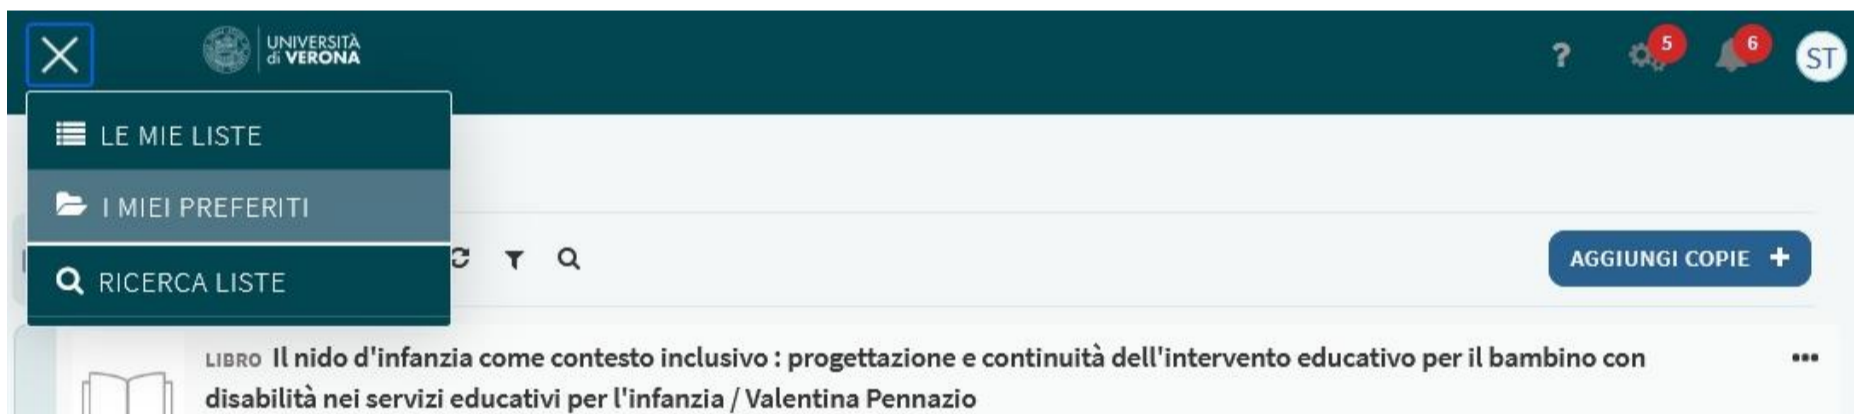 UNIVERSITÀ
di VERONA
?
5
6
ST
LE MIE LISTE
I MIEI PREFERITI
RICERCA LISTE
AGGIUNGI COPIE +
LIBRO Il nido d'infanzia come contesto inclusivo : progettazione e continuità dell'intervento educativo per il bambino con
disabilità nei servizi educativi per l'infanzia / Valentina Pennazio